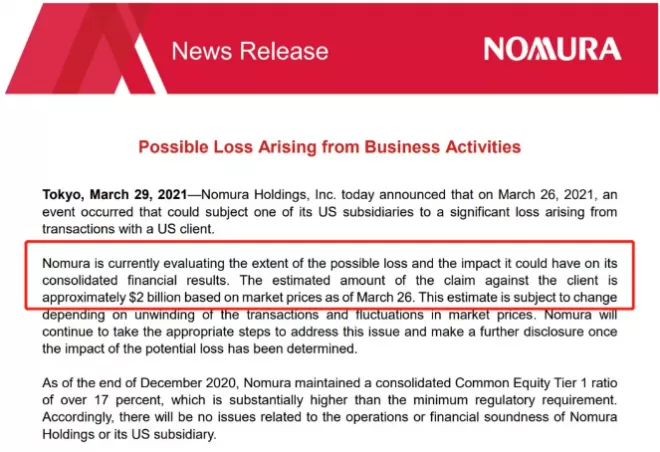 News Release
NOMURA
Possible Loss Arising from Business Activities
Tokyo, March 29, 2021—Nomura Holdings, Inc. today announced that on March 26, 2021, an
event occurred that could subject one of its US subsidiaries to a significant loss arising from
transactions with a US client.
Nomura is currently evaluating the extent of the possible loss and the impact it could have on its
consolidated financial results. The estimated amount of the claim against the client is
approximately $2 billion based on market prices as of March 26. This estimate is subject to change
depending on unwinding of the transactions and fluctuations in market prices. Nomura will
continue to take the appropriate steps to address this issue and make a further disclosure once
the impact of the potential loss has been determined.
As of the end of December 2020, Nomura maintained a consolidated Common Equity Tier 1 ratio
of over 17 percent, which is substantially higher than the minimum regulatory requirement.
Accordingly, there will be no issues related to the operations or financial soundness of Nomura
Holdings or its US subsidiary.